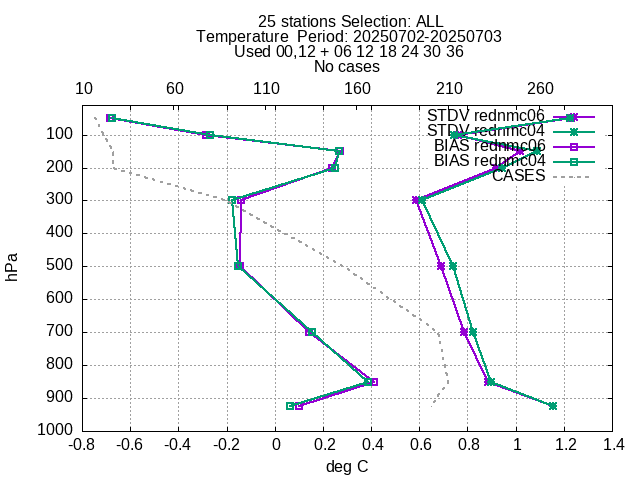 25 stations Selection: ALL
Temperature Period: 20250702-20250703
Used 00,12 + 06 12 18 24 30 36
No cases
10 60 110 160 210 260
STDV rednmc06
STDV rednmc04
BIAS rednmc06
BIAS rednmc04
CASES
100
200
300
400
500
600
700
800
900
1000
hPa
-0.8 -0.6 -0.4 -0.2 0 0.2 0.4 0.6 0.8 1 1.2 1.4
deg C